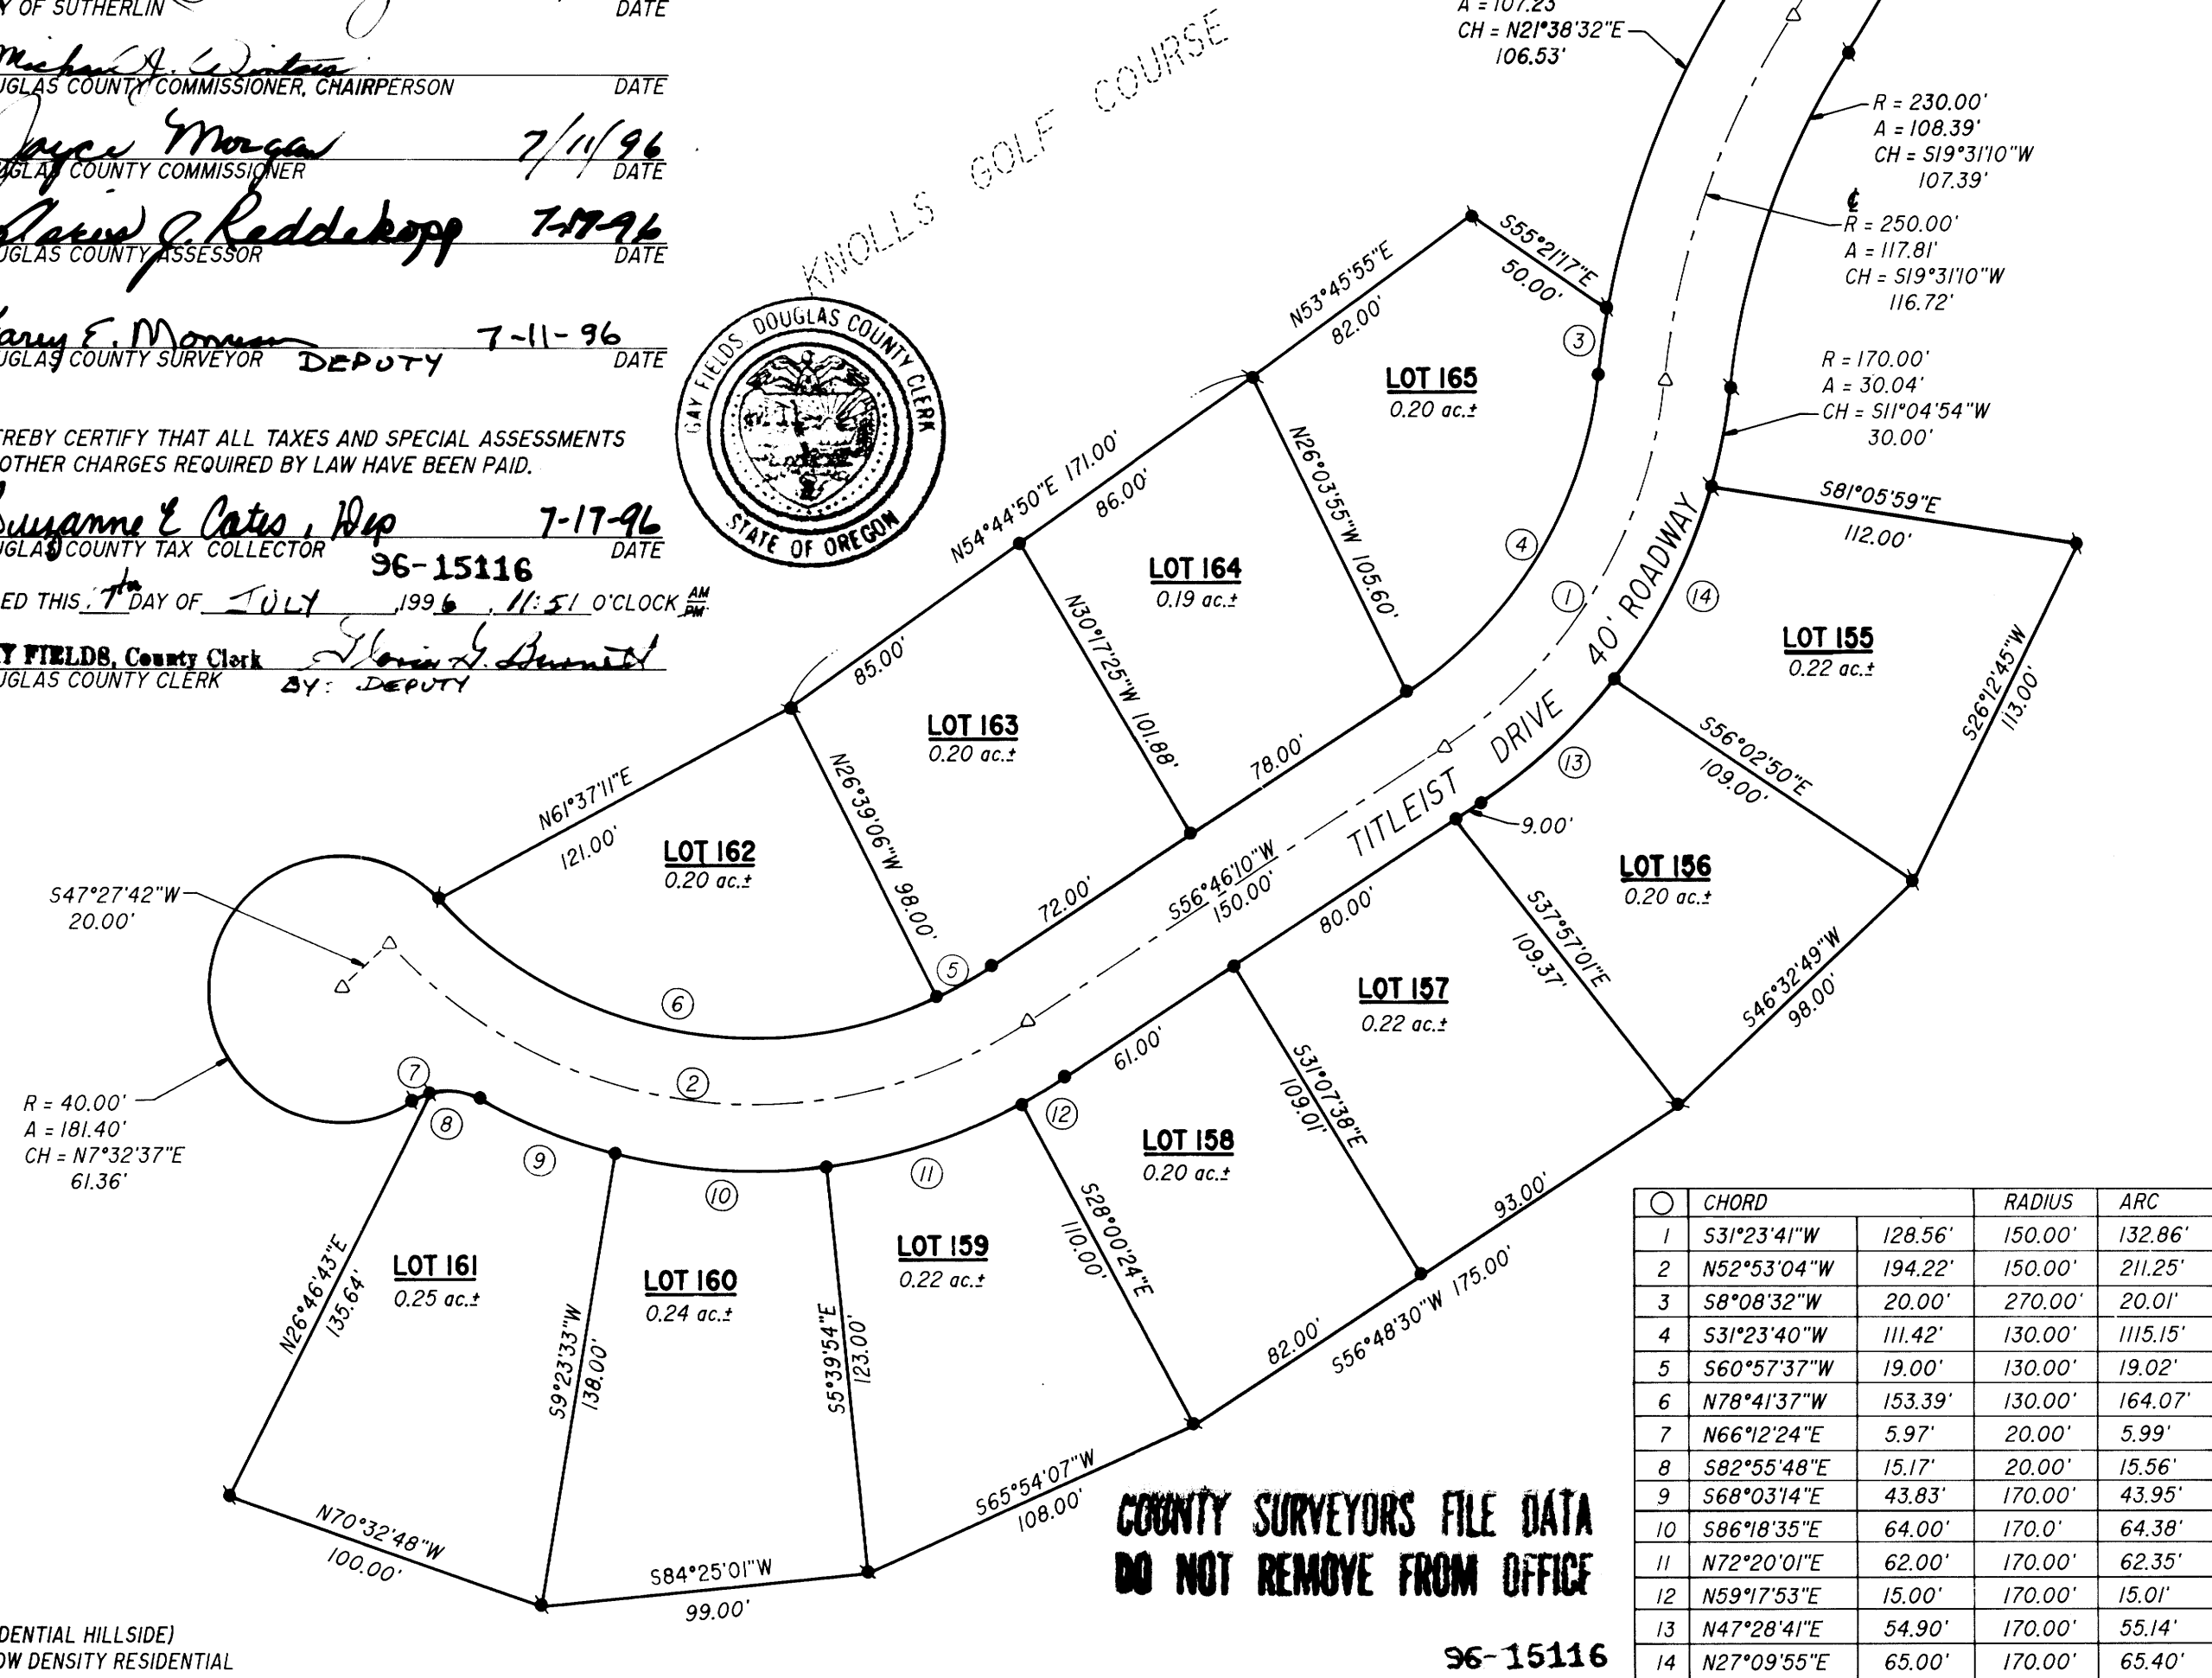 Y OF SUTHERLIN DATE
UGLAS COUNTY COMMISSIONER, CHAIRPERSON DATE
Joyce Morgan 7/11/96
UGLAS COUNTY COMMISSIONER DATE
Reddekopp 7-17-96
UGLAS COUNTY ASSESSOR DATE
7-11-96
UGLAS COUNTY SURVEYOR DEPUTY DATE
EREBY CERTIFY THAT ALL TAXES AND SPECIAL ASSESSMENTS
OTHER CHARGES REQUIRED BY LAW HAVE BEEN PAID.
Suzanne E Cates, Dep 7-17-96
UGLAS COUNTY TAX COLLECTOR DATE
96-15116
ED THIS DAY OF JULY ,1996, 11:51 O'CLOCK AM PM
Y FIELDS, County Clerk
UGLAS COUNTY CLERK BY: DEPUTY
GAY FIELDS, DOUGLAS COUNTY CLERK
STATE OF OREGON
KNOLLS GOLF COURSE
A = 107.23'
CH = N21°38'32"E
106.53'
R = 230.00'
A = 108.39'
CH = S19°31'10"W
107.39'
℄
R = 250.00'
A = 117.81'
CH = S19°31'10"W
116.72'
R = 170.00'
A = 30.04'
CH = S11°04'54"W
30.00'
S55°21'17"E
50.00'
N53°45'55"E
82.00'
3
LOT 165
0.20 ac.±
N26°03'55"W 105.60'
4
N54°44'50"E 171.00'
86.00'
85.00'
LOT 164
0.19 ac.±
N30°17'25"W 101.88'
78.00'
LOT 163
0.20 ac.±
N26°39'06"W 98.00'
72.00'
5
N61°37'11"E
121.00'
LOT 162
0.20 ac.±
6
S47°27'42"W
20.00'
R = 40.00'
A = 181.40'
CH = N7°32'37"E
61.36'
S56°46'10"W
150.00'
TITLEIST DRIVE 40' ROADWAY
1
2
S81°05'59"E
112.00'
14
LOT 155
0.22 ac.±
S26°12'45"W
113.00'
S56°02'50"E
109.00'
13
9.00'
LOT 156
0.20 ac.±
S46°32'49"W
98.00'
S37°57'01"E
109.37'
80.00'
LOT 157
0.22 ac.±
S31°07'38"E
109.01'
93.00'
61.00'
12
LOT 158
0.20 ac.±
S28°00'24"E
110.00'
82.00'
S56°48'30"W 175.00'
11
LOT 159
0.22 ac.±
S65°54'07"W
108.00'
S5°39'54"E
123.00'
10
LOT 160
0.24 ac.±
S84°25'01"W
99.00'
S9°23'33"W
138.00'
7
8
9
LOT 161
0.25 ac.±
N26°46'43"E
135.64'
N70°32'48"W
100.00'
COUNTY SURVEYORS FILE DATA
DO NOT REMOVE FROM OFFICE
96-15116
DENTIAL HILLSIDE)
OW DENSITY RESIDENTIAL
CHORD RADIUS ARC
1 S31°23'41"W 128.56' 150.00' 132.86'
2 N52°53'04"W 194.22' 150.00' 211.25'
3 S8°08'32"W 20.00' 270.00' 20.01'
4 S31°23'40"W 111.42' 130.00' 1115.15'
5 S60°57'37"W 19.00' 130.00' 19.02'
6 N78°41'37"W 153.39' 130.00' 164.07'
7 N66°12'24"E 5.97' 20.00' 5.99'
8 S82°55'48"E 15.17' 20.00' 15.56'
9 S68°03'14"E 43.83' 170.00' 43.95'
10 S86°18'35"E 64.00' 170.0' 64.38'
11 N72°20'01"E 62.00' 170.00' 62.35'
12 N59°17'53"E 15.00' 170.00' 15.01'
13 N47°28'41"E 54.90' 170.00' 55.14'
14 N27°09'55"E 65.00' 170.00' 65.40'